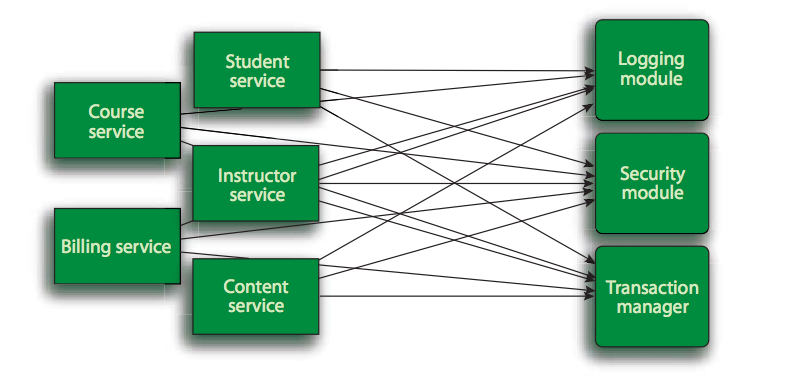 Student
service
Logging
module
Course
service
Instructor
service
Security
module
Billing service
Content
service
Transaction
manager